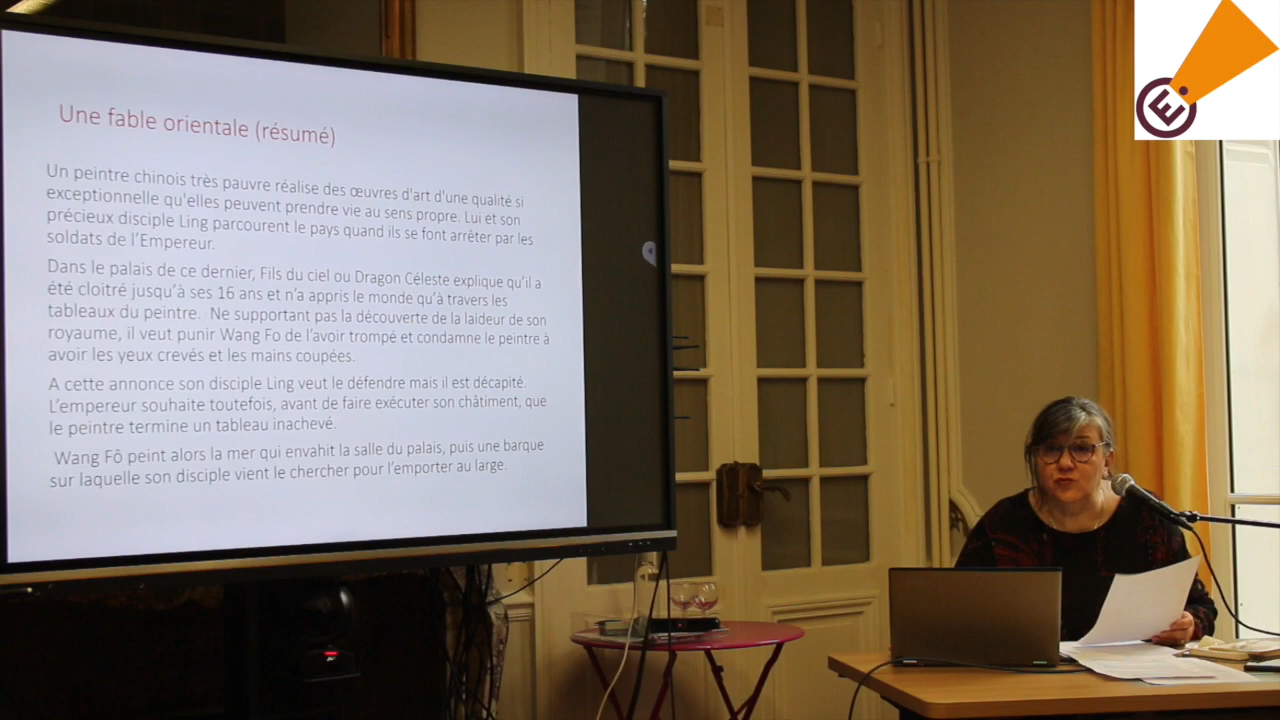 Une fable orientale (résumé)
Un peintre chinois très pauvre réalise des œuvres d'art d'une qualité si
exceptionnelle qu'elles peuvent prendre vie au sens propre. Lui et son
précieux disciple Ling parcourent le pays quand ils se font arrêter par les
soldats de l'Empereur.
Dans le palais de ce dernier, Fils du ciel ou Dragon Céleste explique qu'il a
été cloitré jusqu'à ses 16 ans et n'a appris le monde qu'à travers les
tableaux du peintre. Ne supportant pas la découverte de la laideur de son
royaume, il veut punir Wang Fo de l'avoir trompé et condamne le peintre à
avoir les yeux crevés et les mains coupées.
A cette annonce son disciple Ling veut le défendre mais il est décapité.
L'empereur souhaite toutefois, avant de faire exécuter son châtiment, que
le peintre termine un tableau inachevé.
Wang Fô peint alors la mer qui envahit la salle du palais, puis une barque
sur laquelle son disciple vient le chercher pour l'emporter au large.
E